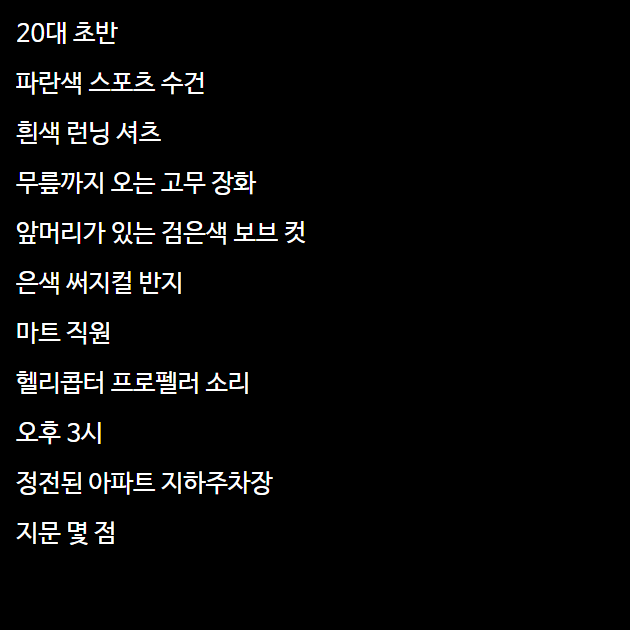 20대 초반
파란색 스포츠 수건
흰색 런닝 셔츠
무릎까지 오는 고무 장화
앞머리가 있는 검은색 보브 컷
은색 써지컬 반지
마트 직원
헬리콥터 프로펠러 소리
오후 3시
정전된 아파트 지하주차장
지문 몇 점